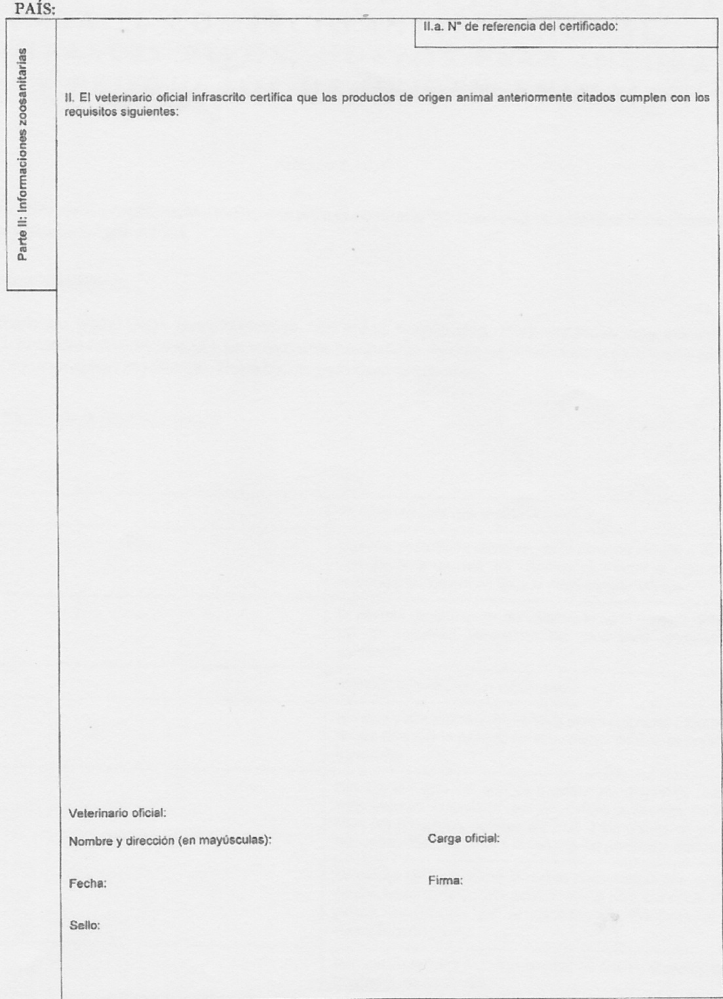 PAÍS:
II.a. N° de referencia del certificado:
Parte II: Informaciones zoosanitarias
II. El veterinario oficial infrascrito certifica que los productos de origen animal anteriormente citados cumplen con los
requisitos siguientes:
Veterinario oficial:
Nombre y dirección (en mayúsculas):
Carga oficial:
Fecha:
Firma:
Sello: